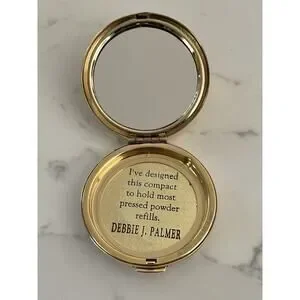 I've designed
this compact
to hold most
pressed powder
refills.
DEBBIE J. PALMER